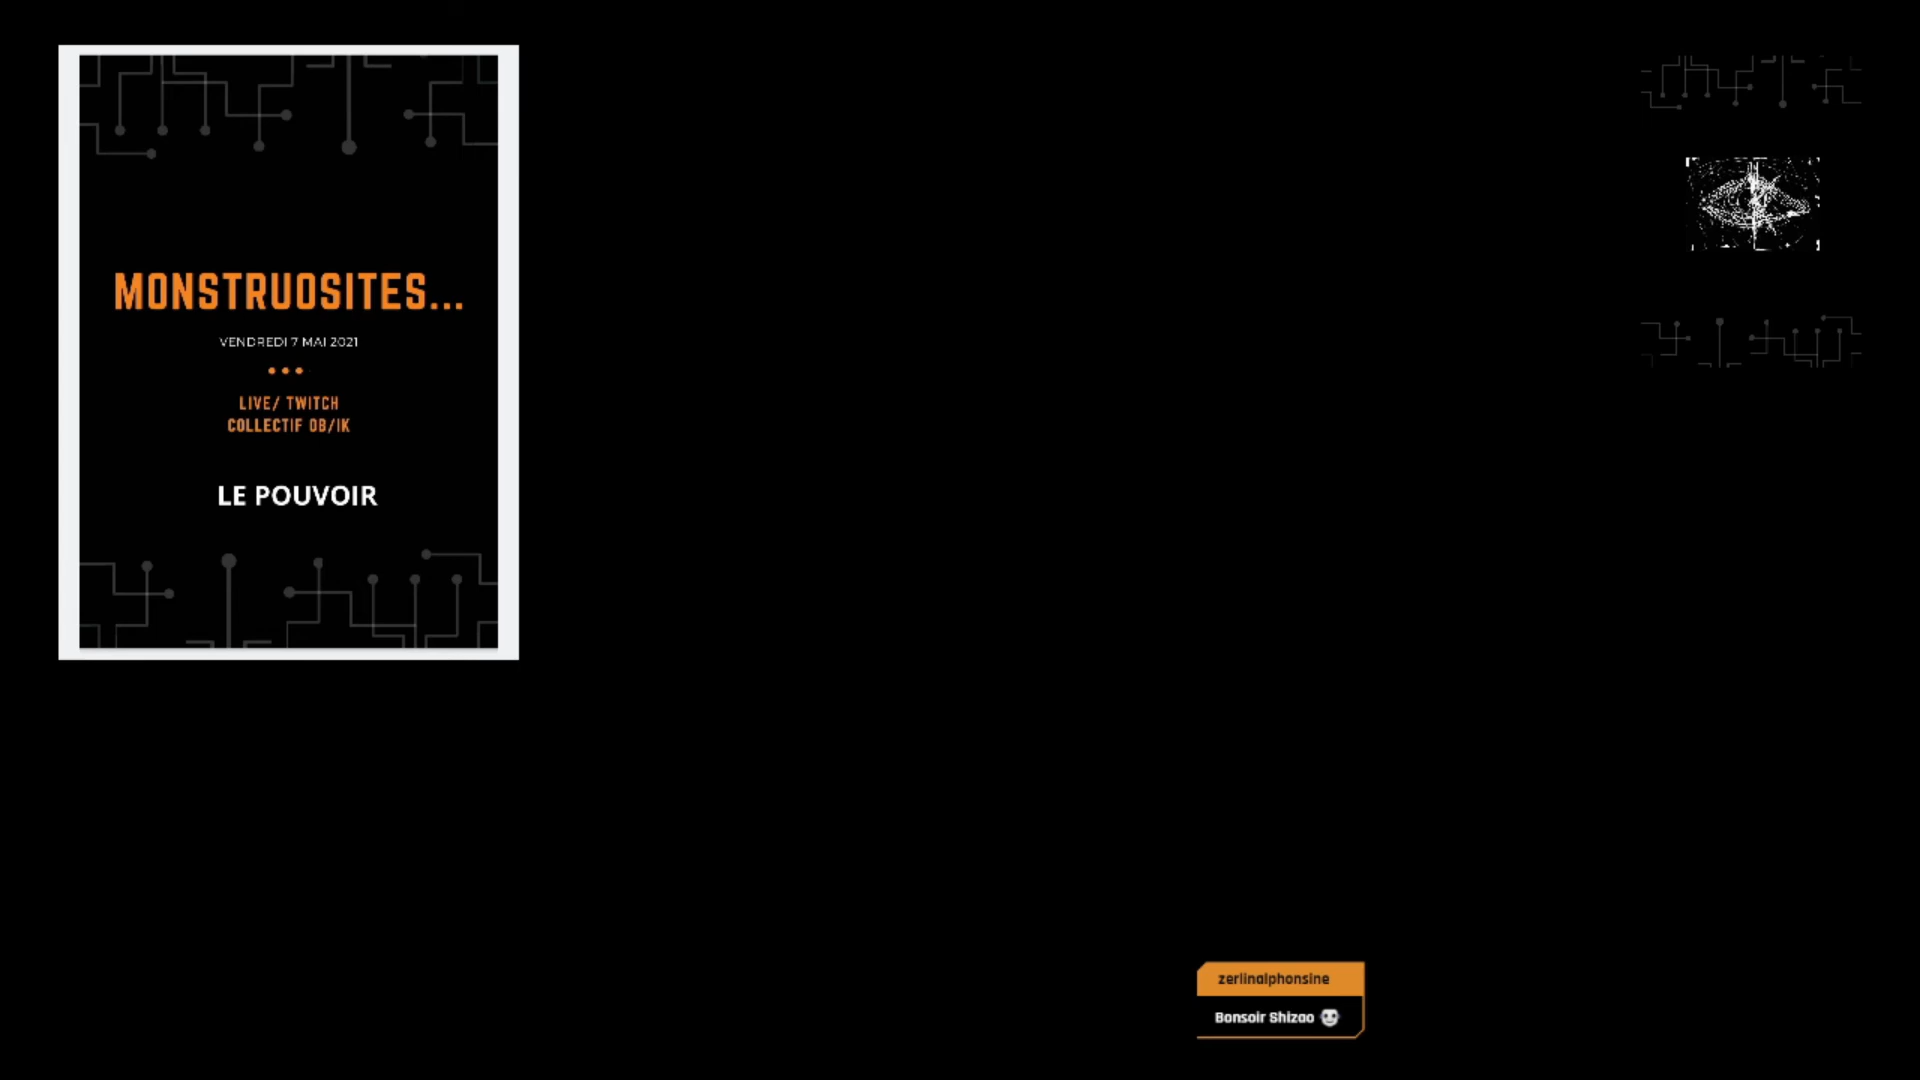 MONSTRUOSITES...
VENDREDI 7 MAI 2021
LIVE/ TWITCH
COLLECTIF OB/IK
LE POUVOIR
zerlinalphonsine
Bonsoir Shizao